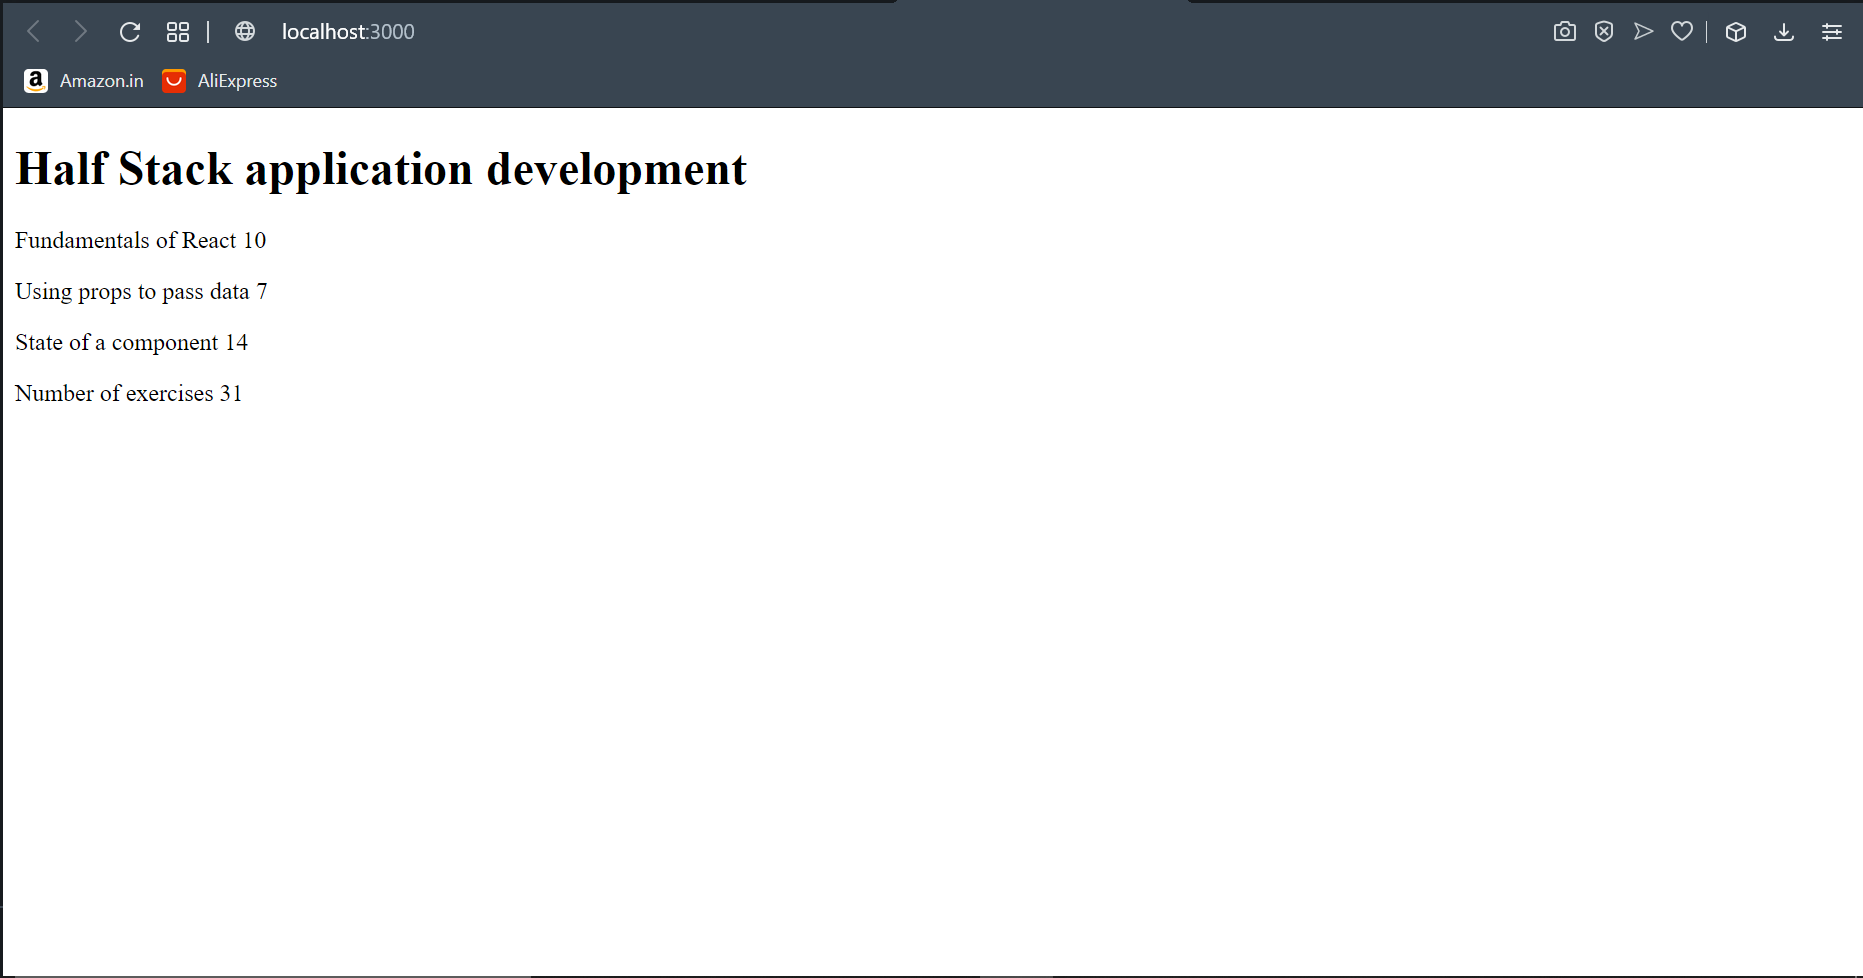 localhost:3000
Amazon.in AliExpress
Half Stack application development
Fundamentals of React 10
Using props to pass data 7
State of a component 14
Number of exercises 31